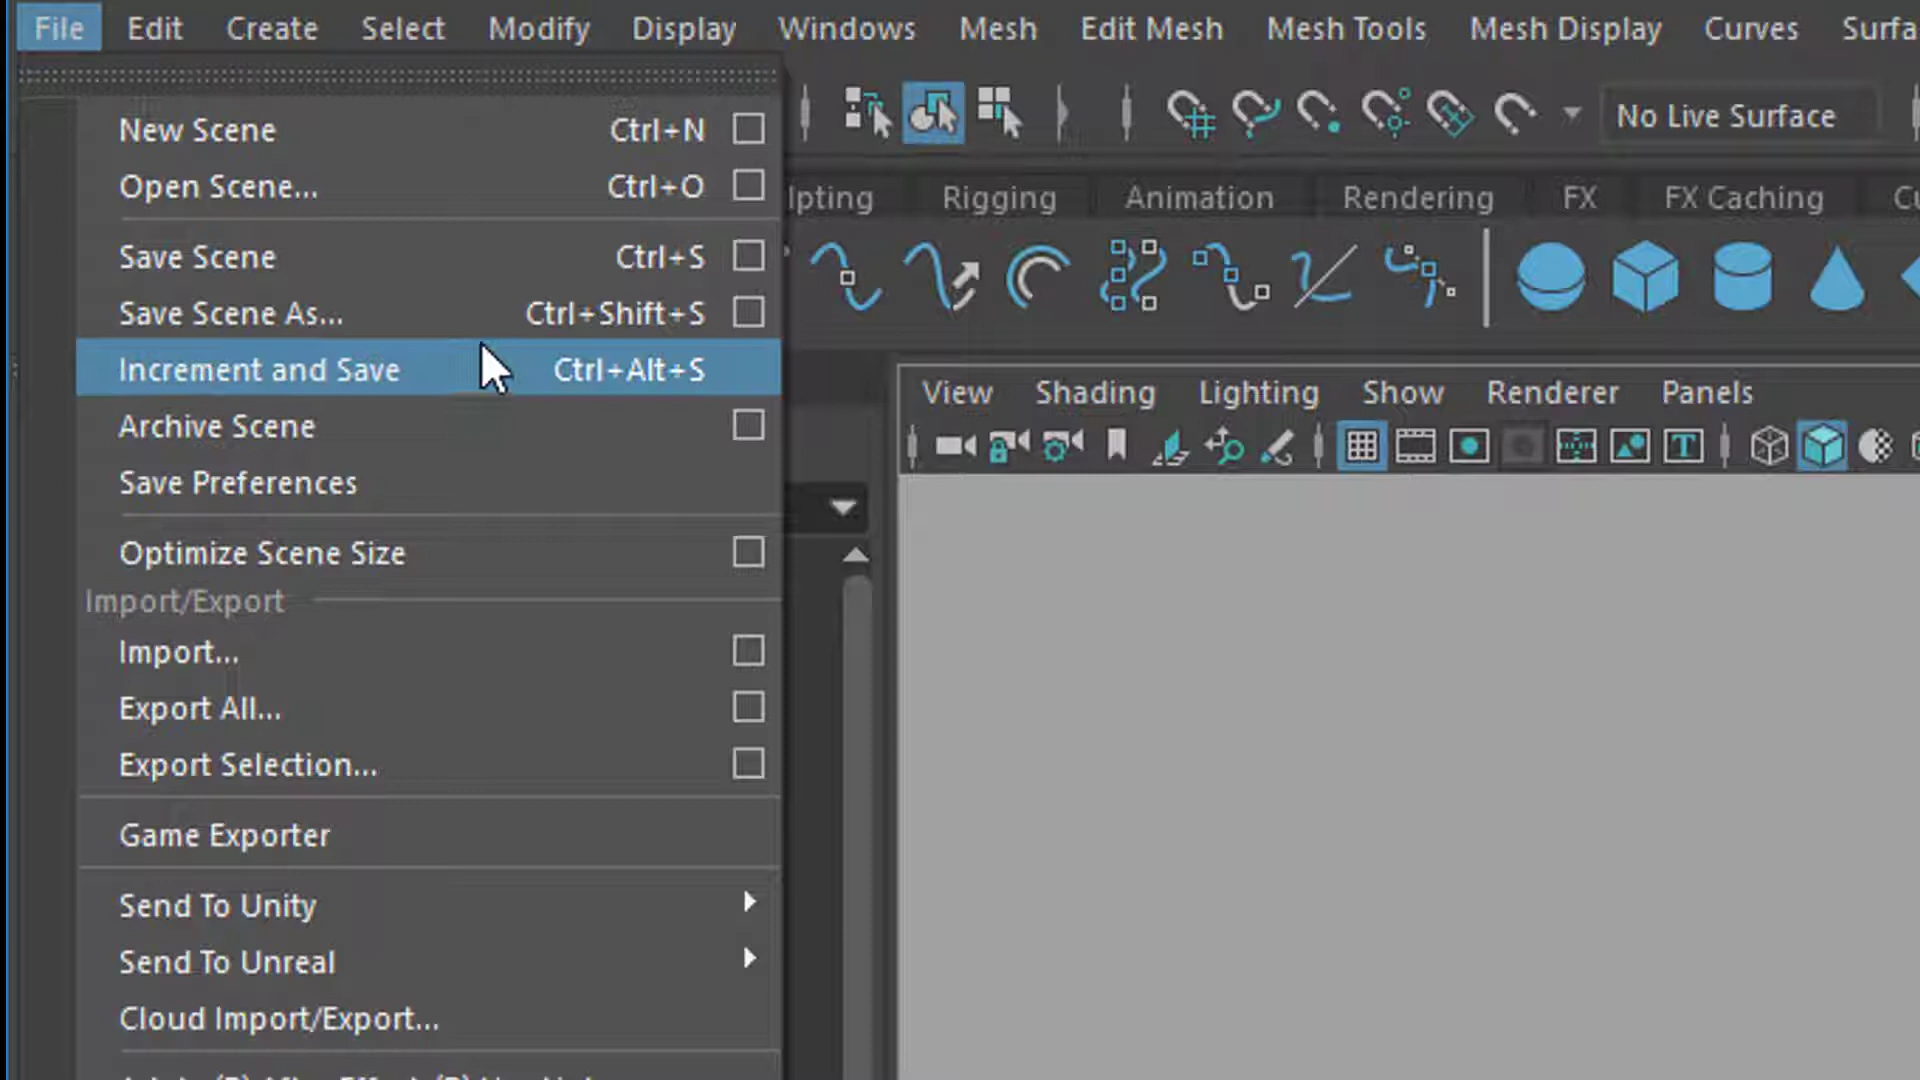 File Edit Create Select Modify Display Windows Mesh Edit Mesh Mesh Tools Mesh Display Curves Surfa
No Live Surface
lpting Rigging Animation Rendering FX FX Caching Cu
New Scene Ctrl+N
Open Scene... Ctrl+O
Save Scene Ctrl+S
Save Scene As... Ctrl+Shift+S
Increment and Save Ctrl+Alt+S
Archive Scene
Save Preferences
Optimize Scene Size
Import/Export
Import...
Export All...
Export Selection...
Game Exporter
Send To Unity
Send To Unreal
Cloud Import/Export...
View Shading Lighting Show Renderer Panels
T